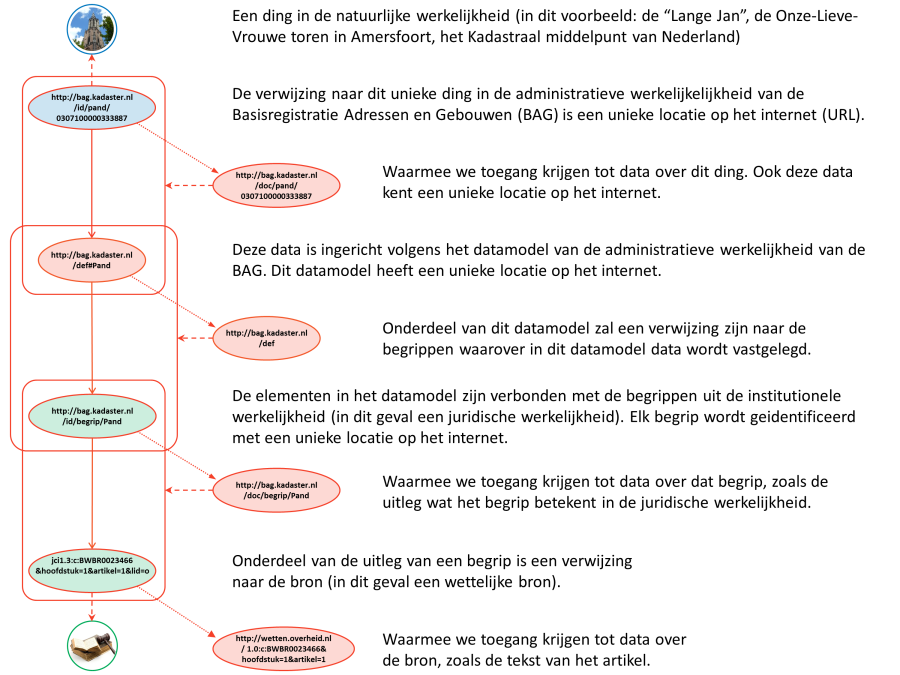 Een ding in de natuurlijke werkelijkheid (in dit voorbeeld: de “Lange Jan”, de Onze-Lieve-
Vrouwe toren in Amersfoort, het Kadastraal middelpunt van Nederland)
http://bag.kadaster.nl
/id/pand/
0307100000333887
De verwijzing naar dit unieke ding in de administratieve werkelijkelijkheid van de
Basisregistratie Adressen en Gebouwen (BAG) is een unieke locatie op het internet (URL).
http://bag.kadaster.nl
/doc/pand/
0307100000333887
Waarmee we toegang krijgen tot data over dit ding. Ook deze data
kent een unieke locatie op het internet.
http://bag.kadaster.nl
/def#Pand
Deze data is ingericht volgens het datamodel van de administratieve werkelijkheid van de
BAG. Dit datamodel heeft een unieke locatie op het internet.
http://bag.kadaster.nl
/def
Onderdeel van dit datamodel zal een verwijzing zijn naar de
begrippen waarover in dit datamodel data wordt vastgelegd.
http://bag.kadaster.nl
/id/begrip/Pand
De elementen in het datamodel zijn verbonden met de begrippen uit de institutionele
werkelijkheid (in dit geval een juridische werkelijkheid). Elk begrip wordt geidentificeerd
met een unieke locatie op het internet.
http://bag.kadaster.nl
/doc/begrip/Pand
Waarmee we toegang krijgen tot data over dat begrip, zoals de
uitleg wat het begrip betekent in de juridische werkelijkheid.
jci1.3:c:BWBR0023466
&hoofdstuk=1&artikel=1&lid=o
Onderdeel van de uitleg van een begrip is een verwijzing
naar de bron (in dit geval een wettelijke bron).
http://wetten.overheid.nl
/ 1.0:c:BWBR0023466&
hoofdstuk=1&artikel=1
Waarmee we toegang krijgen tot data over
de bron, zoals de tekst van het artikel.